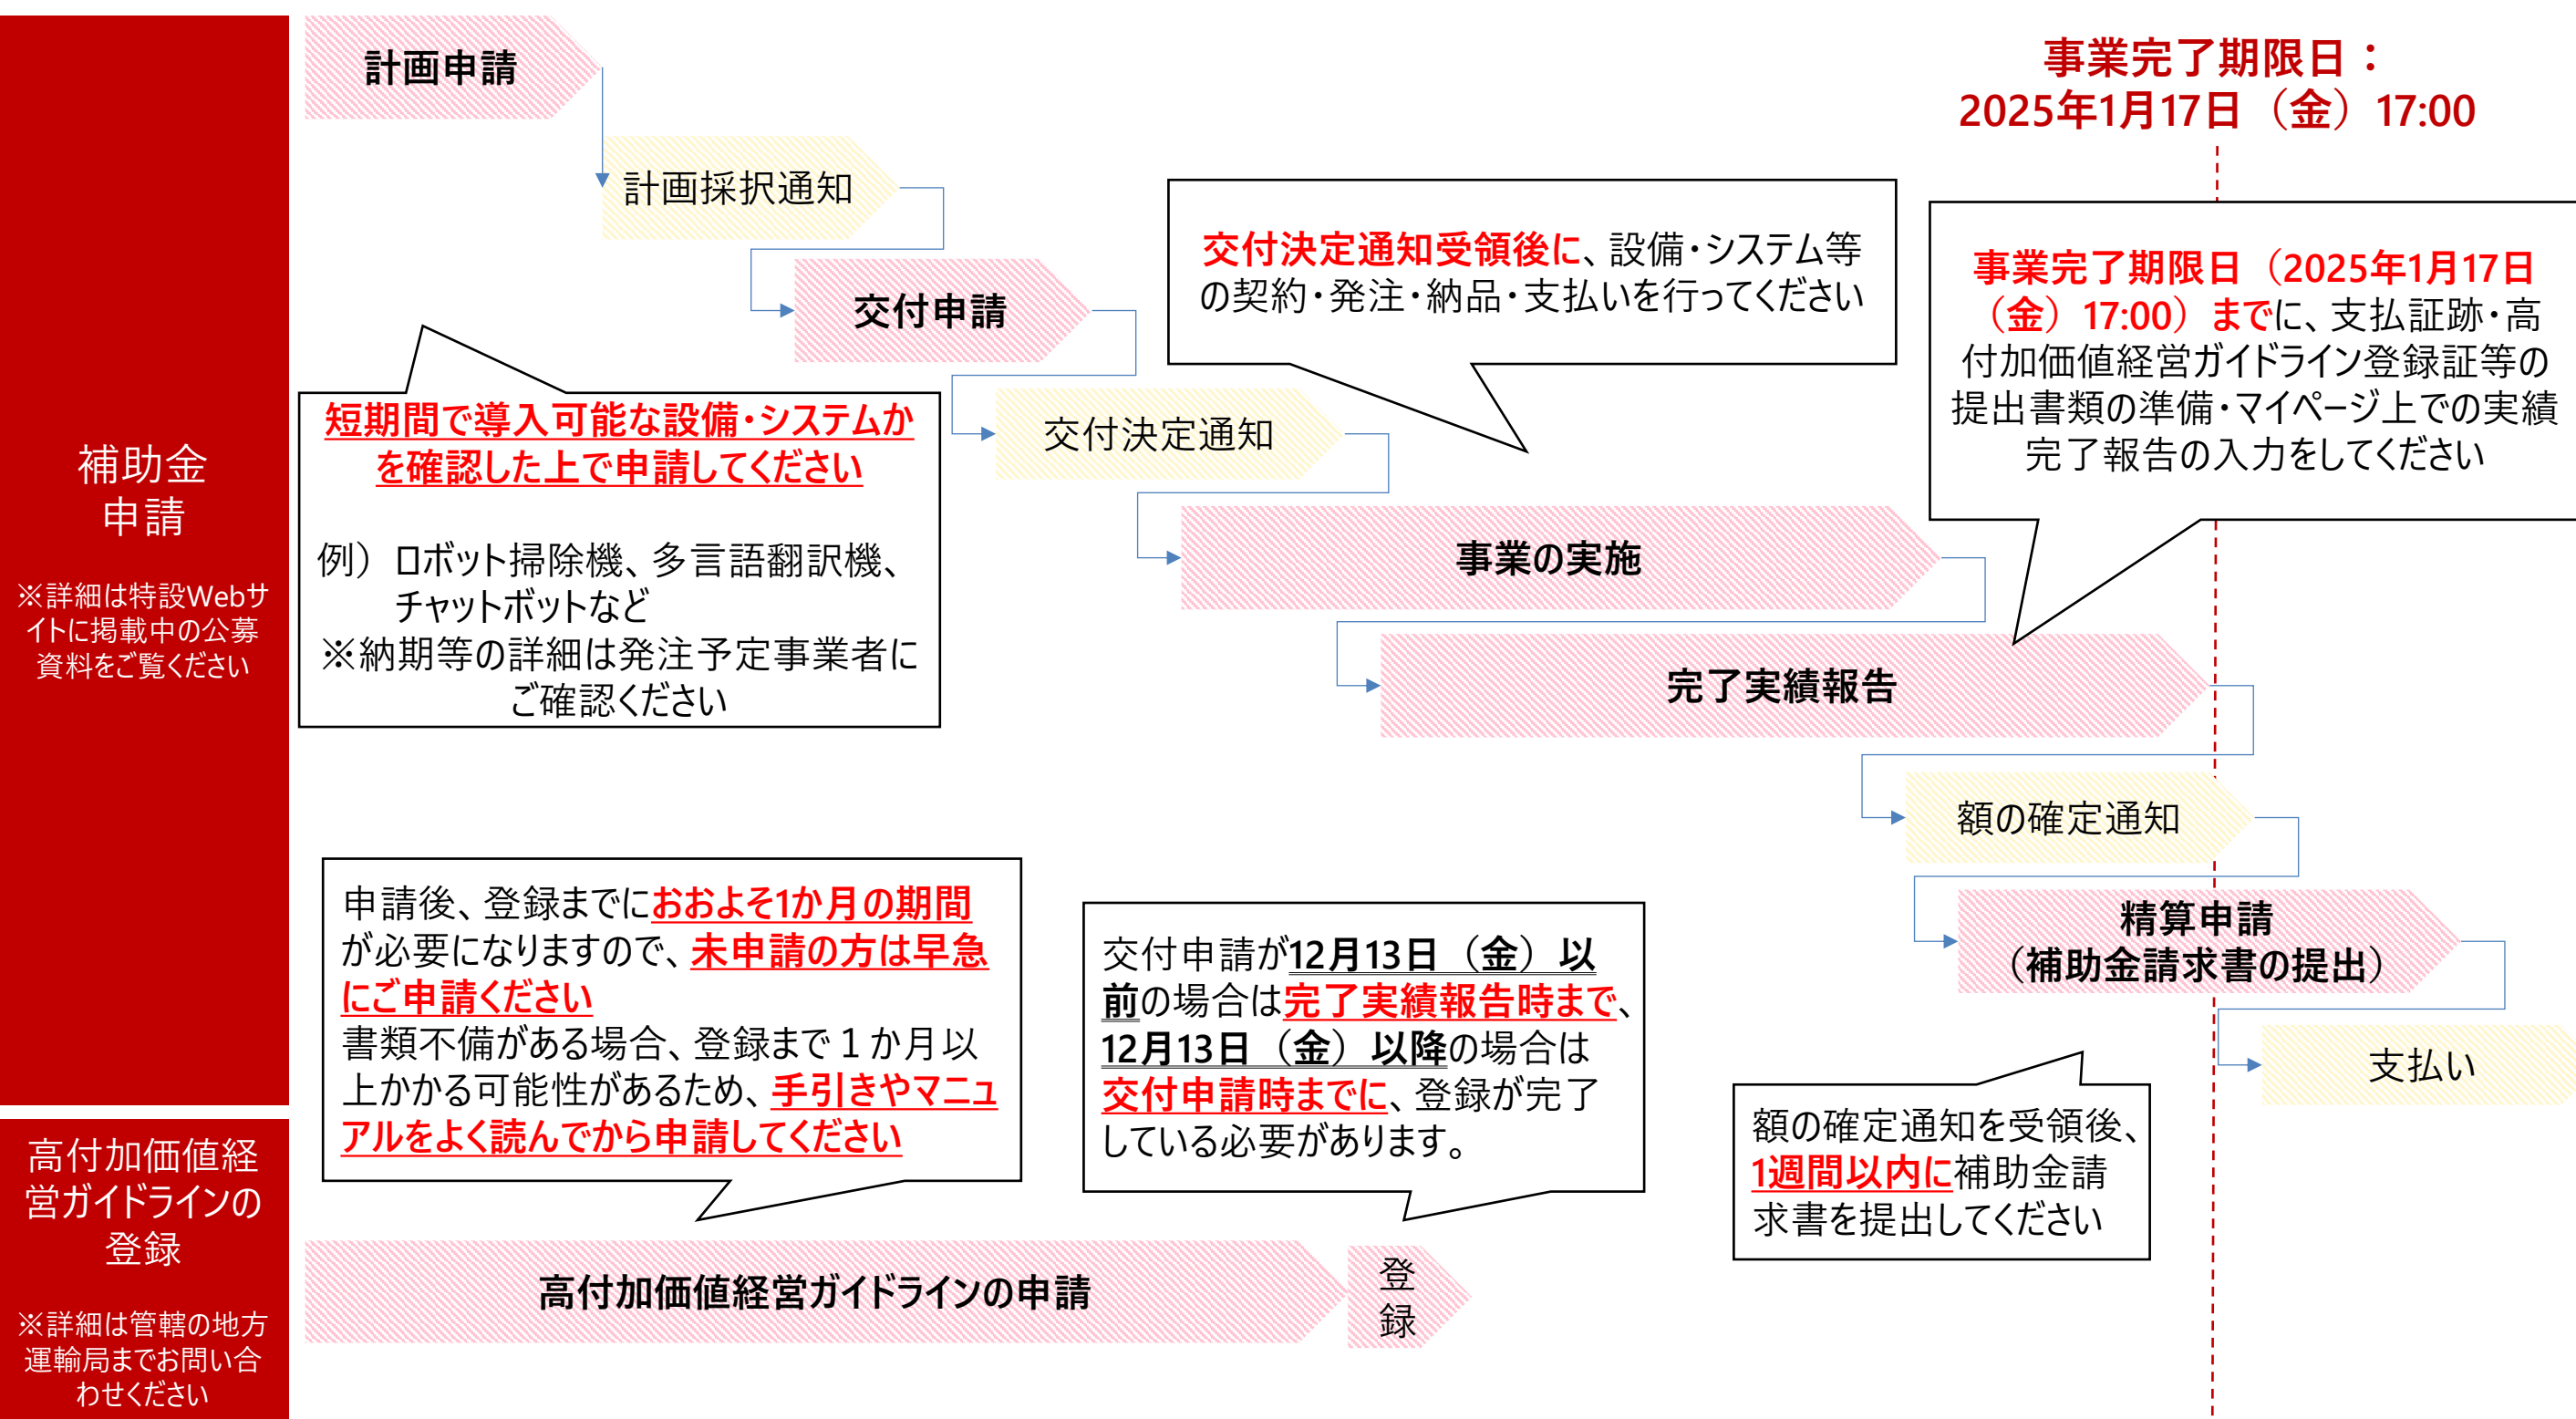 補助金
申請
※詳細は特設Webサ
イトに掲載中の公募
資料をご覧ください
計画申請
計画採択通知
交付申請
交付決定通知
事業の実施
完了実績報告
額の確定通知
精算申請
（補助金請求書の提出）
支払い
事業完了期限日：
2025年1月17日（金）17:00
短期間で導入可能な設備・システムか
を確認した上で申請してください
例）ロボット掃除機、多言語翻訳機、
チャットボットなど
※納期等の詳細は発注予定事業者に
ご確認ください
交付決定通知受領後に、設備・システム等
の契約・発注・納品・支払いを行ってください
事業完了期限日（2025年1月17日
（金）17:00）までに、支払証跡・高
付加価値経営ガイドライン登録証等の
提出書類の準備・マイページ上での実績
完了報告の入力をしてください
申請後、登録までにおおよそ1か月の期間
が必要になりますので、未申請の方は早急
にご申請ください
書類不備がある場合、登録まで１か月以
上かかる可能性があるため、手引きやマニュ
アルをよく読んでから申請してください
交付申請が12月13日（金）以
前の場合は完了実績報告時まで、
12月13日（金）以降の場合は
交付申請時までに、登録が完了
している必要があります。
額の確定通知を受領後、
1週間以内に補助金請
求書を提出してください
高付加価値経
営ガイドラインの
登録
※詳細は管轄の地方
運輸局までお問い合
わせください
高付加価値経営ガイドラインの申請
登
録